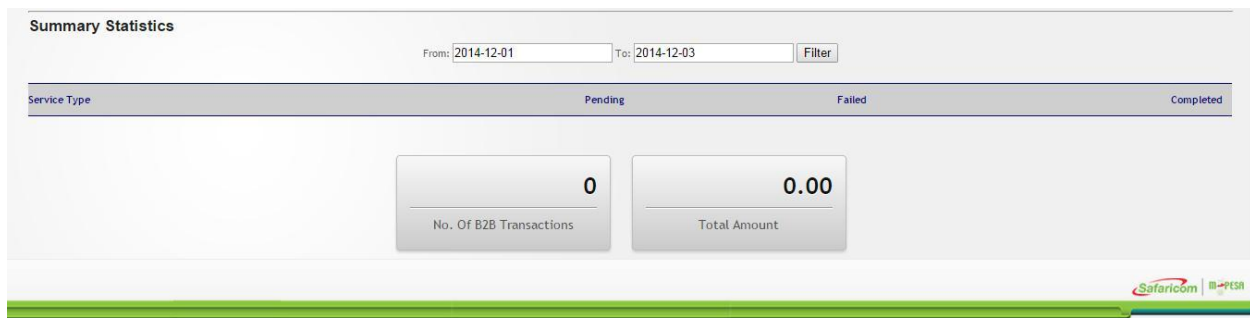 Summary Statistics
From: 2014-12-01 To: 2014-12-03 Filter
Service Type Pending Failed Completed
0 0.00
No. Of B2B Transactions Total Amount
Safaricom m-PESA